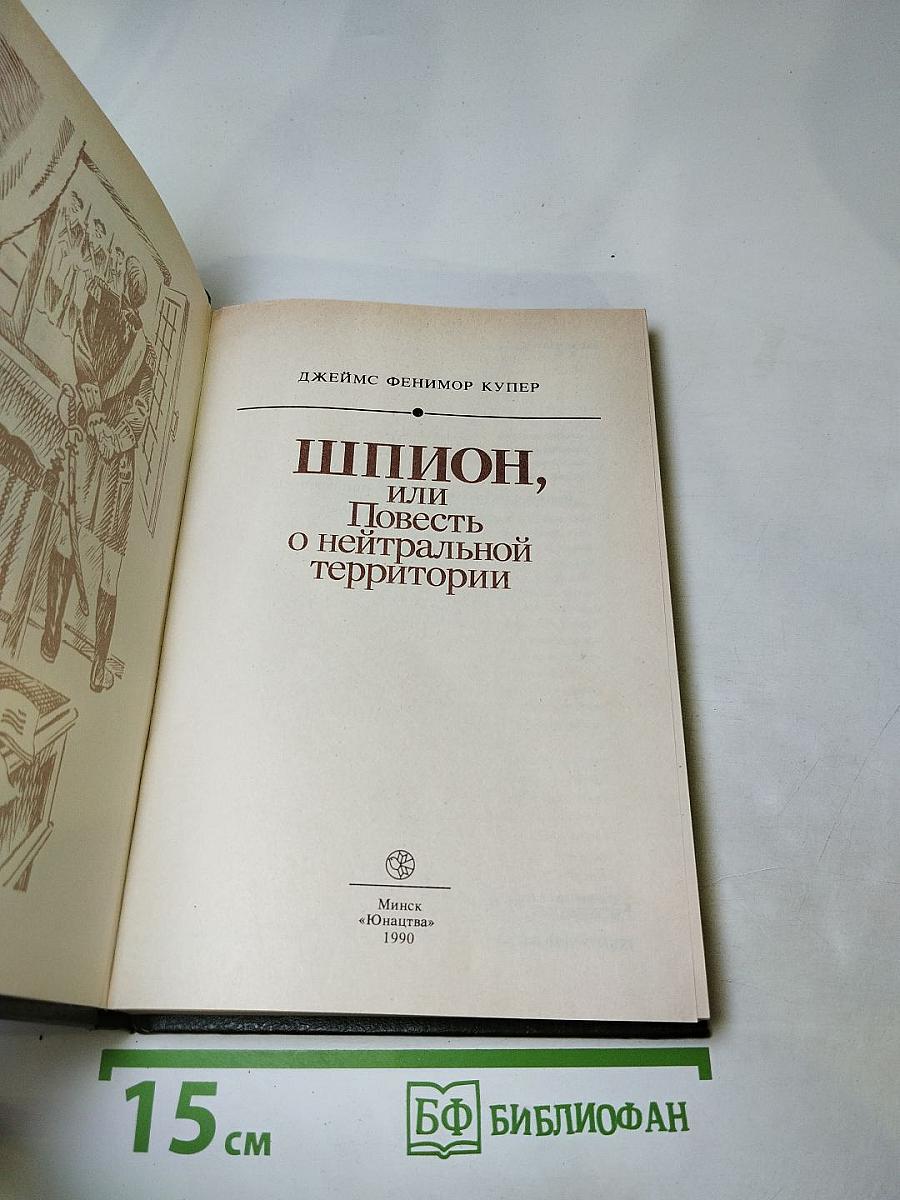 ДЖЕЙМС ФЕНИМОР КУПЕР
ШПИОН,
или
Повесть
о нейтральной
территории
Минск
«Юнацтва»
1990
15 см
БФ БИБЛИОФАН